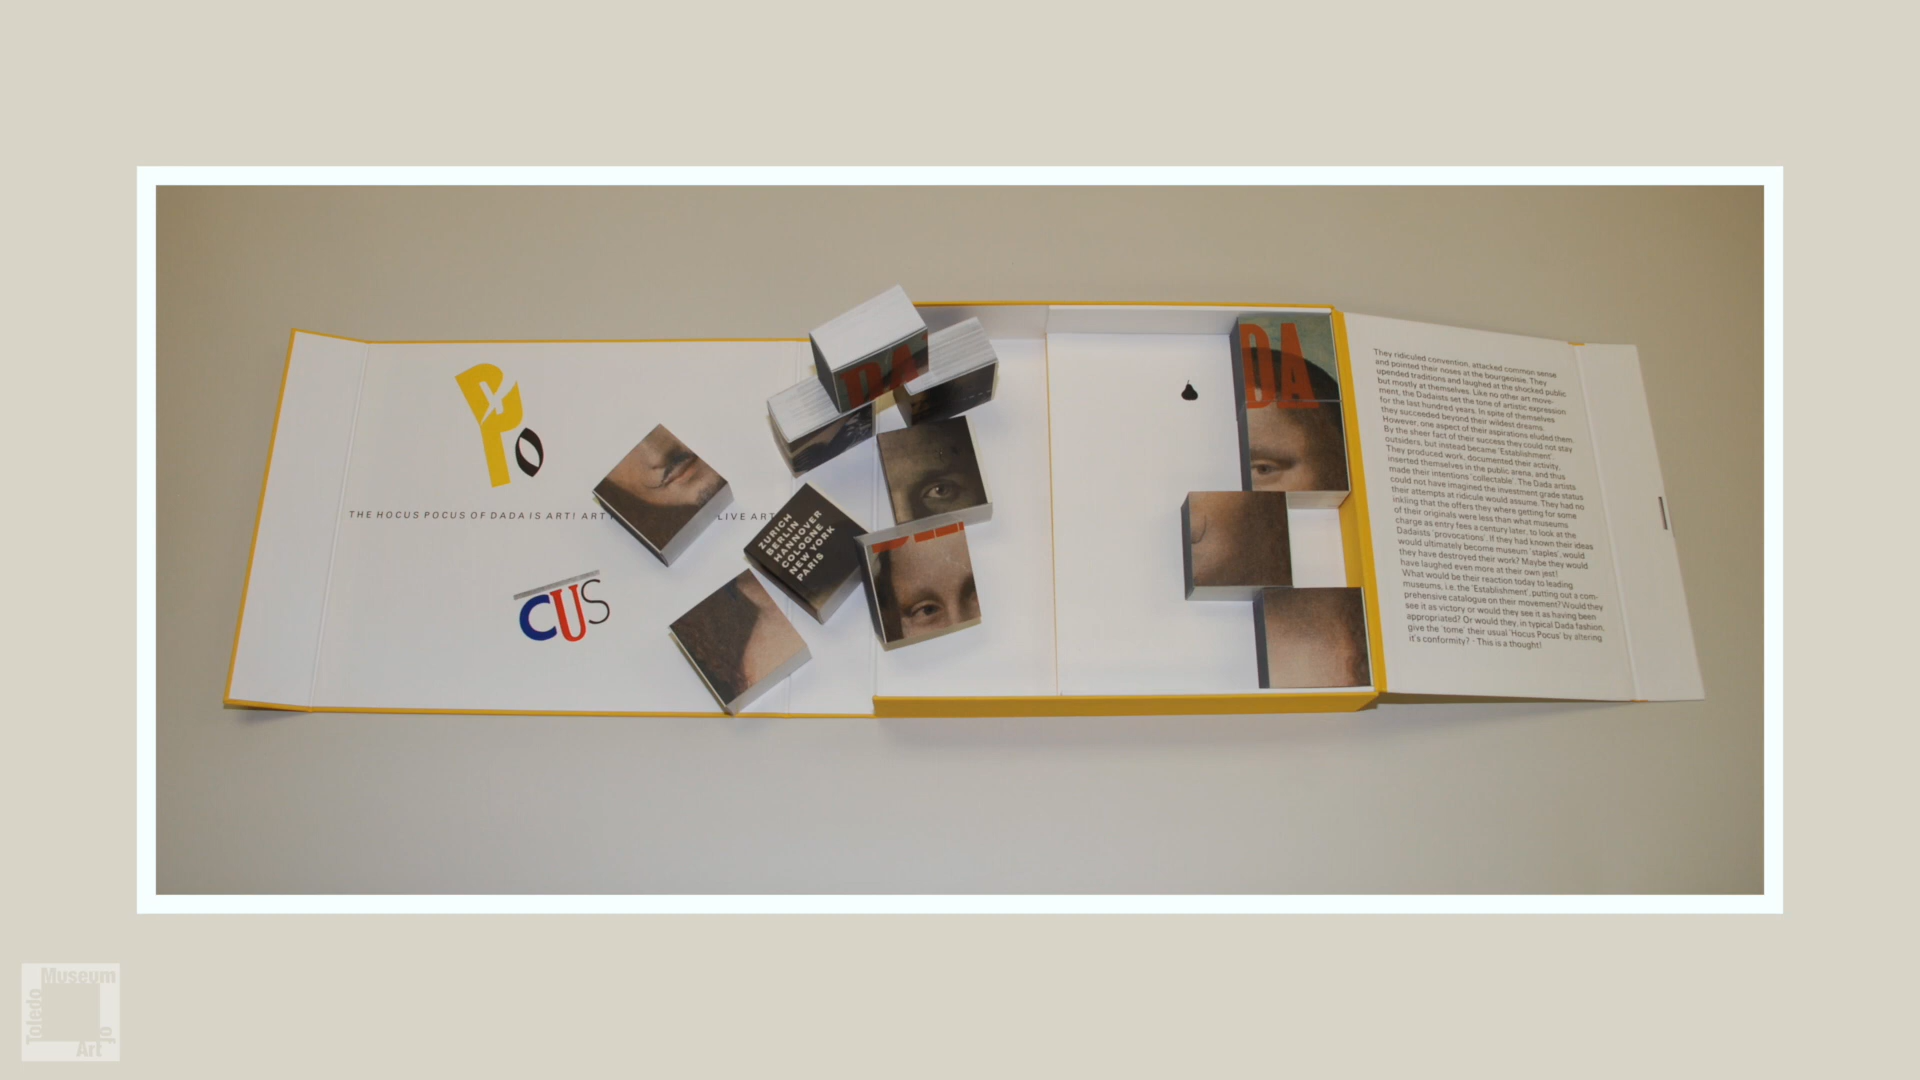 Po
THE HOCUS POCUS OF DADA IS ART! ART
LIVE ART
CUS
DA
ZURICH
BERLIN
HANNOVER
COLOGNE
NEW YORK
PARIS
DA
They ridiculed convention, attacked common sense
and pointed their noses at the bourgeoisie. They
upended traditions and laughed at the shocked public
but mostly at themselves. Like no other art move-
ment, the Dadaists set the tone of artistic expression
for the last hundred years. In spite of themselves
they succeeded beyond their wildest dreams.
However, one aspect of their aspirations eluded them.
By the sheer fact of their success they could not stay
outsiders, but instead became 'Establishment'.
They produced work, documented their activity,
inserted themselves in the public arena, and thus
made their intentions 'collectable'. The Dada artists
could not have imagined the investment grade status
their attempts at ridicule would assume. They had no
inkling that the offers they where getting for some
of their originals were less than what museums
charge as entry fees a century later, to look at the
Dadaists 'provocations'. If they had known their ideas
would ultimately become museum 'staples', would
they have destroyed their work? Maybe they would
have laughed even more at their own jest!
What would be their reaction today to leading
museums, i.e. the 'Establishment', putting out a com-
prehensive catalogue on their movement? Would they
see it as victory or would they see it as having been
appropriated? Or would they, in typical Dada fashion,
give the 'tome' their usual 'Hocus Pocus' by altering
it's conformity? - This is a thought!
Toledo Museum of Art